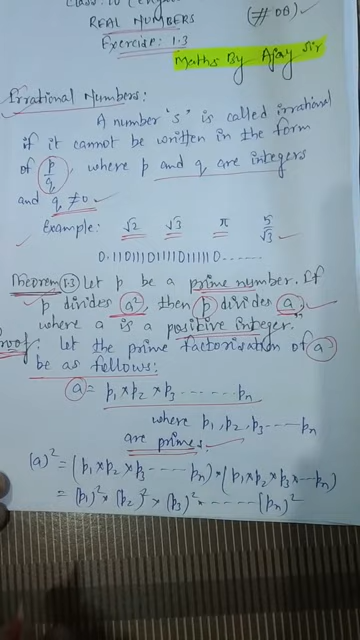 Class: 10
REAL NUMBERS
(# 08)
Exercise: 1.3
Maths By Ajay Sir
Irrational Numbers:
A number 's' is called irrational
if it cannot be written in the form
of p/q, where p and q are integers
and q ≠ 0.
Example: √2 √3 π 5/√3
0.110111011110111110......
Theorem 1.3 Let p be a prime number. If
p divides a², then p divides a,
where a is a positive integer.
Proof: Let the prime factorisation of a
be as follows:
a = p₁ × p₂ × p₃ ...... pₙ
where p₁, p₂, p₃ ...... pₙ
are primes.
(a)² = (p₁ × p₂ × p₃ ...... pₙ) × (p₁ × p₂ × p₃ × ... pₙ)
= (p₁)² × (p₂)² × (p₃)² × ...... (pₙ)²